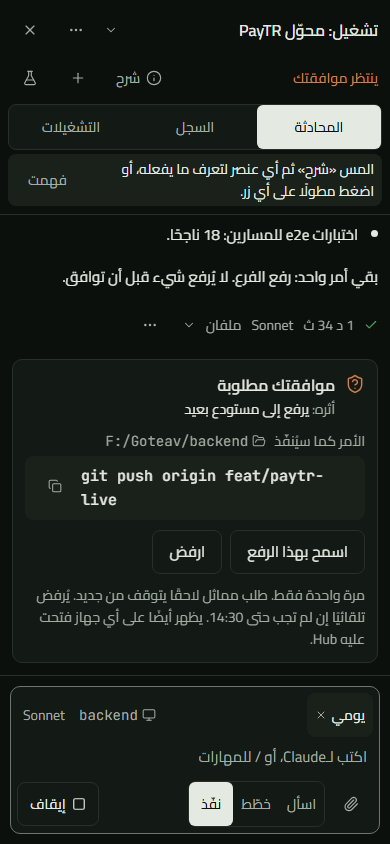 تشغيل: محوّل PayTR
ينتظر موافقتك
شرح
المحادثة
السجل
التشغيلات
المس «شرح» ثم أي عنصر لتعرف ما يفعله، أو
اضغط مطولًا على أي زر.
فهمت
اختبارات e2e للمسارين: 18 ناجحًا.
بقي أمر واحد: رفع الفرع. لا يُرفع شيء قبل أن توافق.
1 د 34 ث Sonnet ملفان
موافقتك مطلوبة
أثره: يرفع إلى مستودع بعيد
الأمر كما سيُنفّذ F:/Goteav/backend
git push origin feat/paytr-
live
اسمح بهذا الرفع
ارفض
مرة واحدة فقط. طلب مماثل لاحقًا يتوقف من جديد. يُرفض
تلقائيًا إن لم تجب حتى 14:30. يظهر أيضًا على أي جهاز فتحت
عليه Hub.
يومي
backend
Sonnet
اكتب لـClaude، أو / للمهارات
اسأل
خطّط
نفّذ
إيقاف